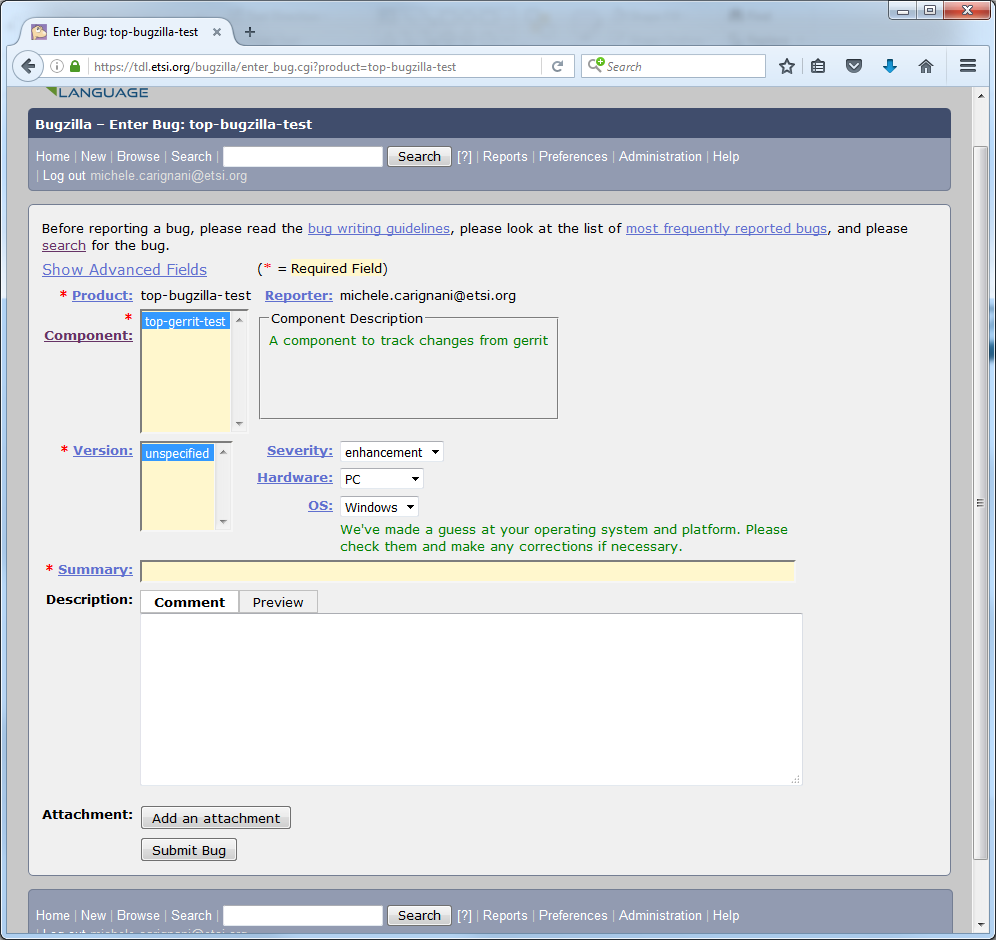 Enter Bug: top-bugzilla-test
https://tdl.etsi.org/bugzilla/enter_bug.cgi?product=top-bugzilla-test
Search
LANGUAGE
Bugzilla – Enter Bug: top-bugzilla-test
Home | New | Browse | Search | Search [?] | Reports | Preferences | Administration | Help
| Log out michele.carignani@etsi.org
Before reporting a bug, please read the bug writing guidelines, please look at the list of most frequently reported bugs, and please
search for the bug.
Show Advanced Fields (* = Required Field)
* Product: top-bugzilla-test Reporter: michele.carignani@etsi.org
*
Component:
top-gerrit-test
Component Description
A component to track changes from gerrit
* Version: unspecified
Severity: enhancement
Hardware: PC
OS: Windows
We've made a guess at your operating system and platform. Please
check them and make any corrections if necessary.
* Summary:
Description: Comment Preview
Attachment: Add an attachment
Submit Bug
Home | New | Browse | Search | Search [?] | Reports | Preferences | Administration | Help
| Log out michele.carignani@etsi.org